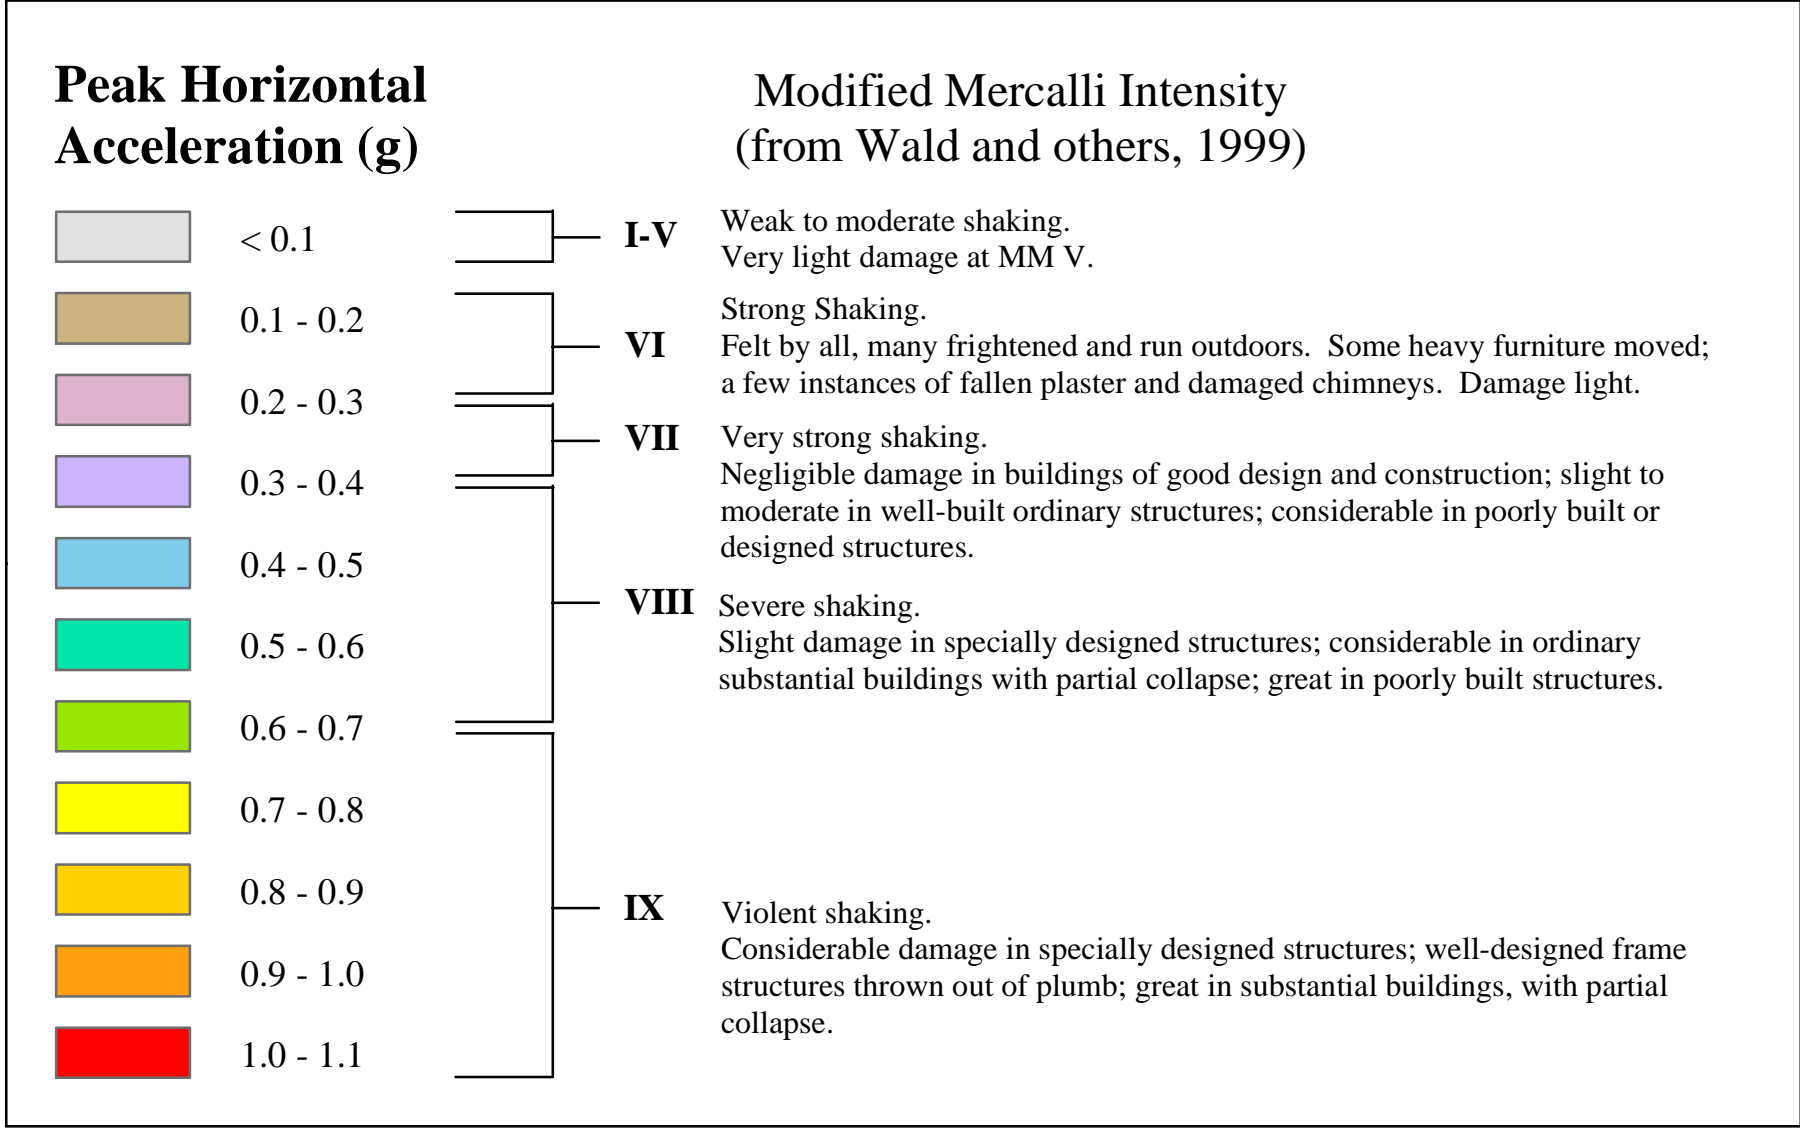 Peak Horizontal
Acceleration (g)
Modified Mercalli Intensity
(from Wald and others, 1999)
< 0.1
I-V
Weak to moderate shaking.
Very light damage at MM V.
0.1 - 0.2
0.2 - 0.3
VI
Strong Shaking.
Felt by all, many frightened and run outdoors.  Some heavy furniture moved;
a few instances of fallen plaster and damaged chimneys.  Damage light.
VII
Very strong shaking.
Negligible damage in buildings of good design and construction; slight to
moderate in well-built ordinary structures; considerable in poorly built or
designed structures.
0.3 - 0.4
0.4 - 0.5
0.5 - 0.6
0.6 - 0.7
VIII
Severe shaking.
Slight damage in specially designed structures; considerable in ordinary
substantial buildings with partial collapse; great in poorly built structures.
0.7 - 0.8
0.8 - 0.9
0.9 - 1.0
1.0 - 1.1
IX
Violent shaking.
Considerable damage in specially designed structures; well-designed frame
structures thrown out of plumb; great in substantial buildings, with partial
collapse.